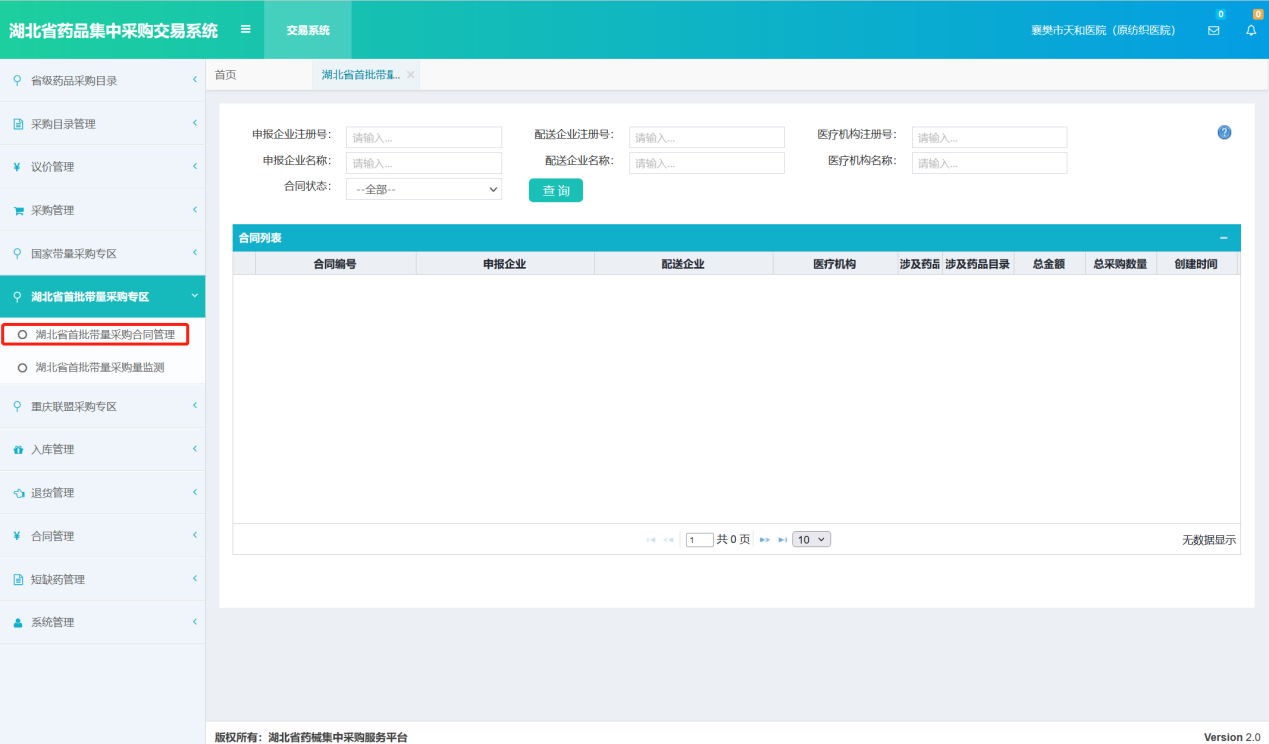 湖北省药品集中采购交易系统
交易系统
襄樊市天和医院（原纺织医院）
0
0
省级药品采购目录
采购目录管理
议价管理
采购管理
国家带量采购专区
湖北省首批带量采购专区
湖北省首批带量采购合同管理
湖北省首批带量采购量监测
重庆联盟采购专区
入库管理
退货管理
合同管理
短缺药管理
系统管理
首页
湖北省首批带量...
申报企业注册号： 请输入...
配送企业注册号： 请输入...
医疗机构注册号： 请输入...
申报企业名称： 请输入...
配送企业名称： 请输入...
医疗机构名称： 请输入...
合同状态： --全部--
查 询
合同列表
合同编号 申报企业 配送企业 医疗机构 涉及药品 涉及药品目录 总金额 总采购数量 创建时间
1 共 0 页 10
无数据显示
版权所有：湖北省药械集中采购服务平台
Version 2.0